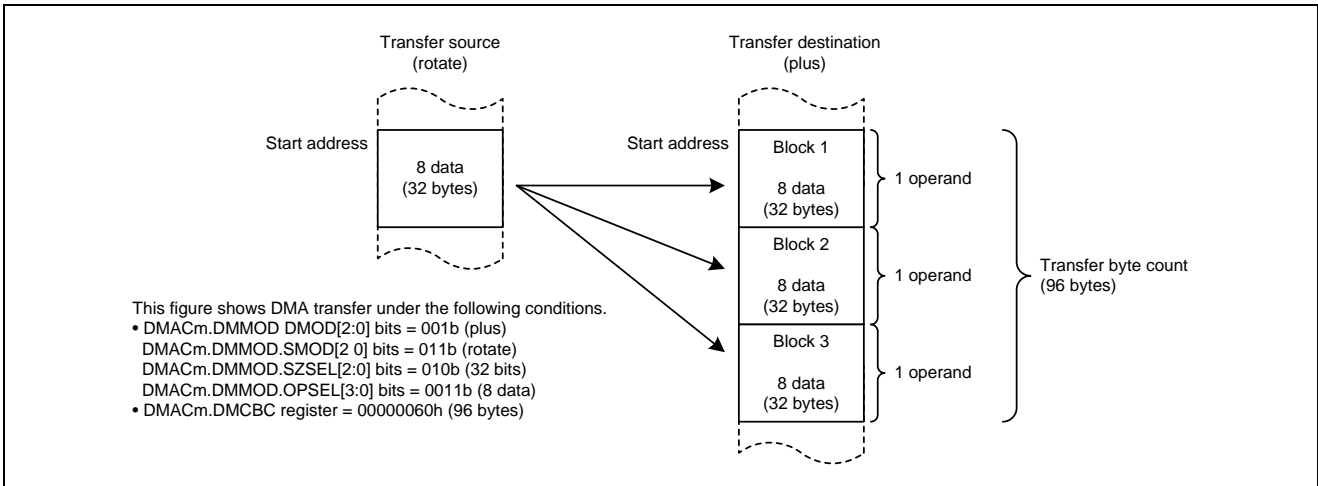 Transfer source
(rotate)
Transfer destination
(plus)
Start address
8 data
(32 bytes)
Start address
Block 1
8 data
(32 bytes)
1 operand
Block 2
8 data
(32 bytes)
1 operand
Block 3
8 data
(32 bytes)
1 operand
Transfer byte count
(96 bytes)
This figure shows DMA transfer under the following conditions.
• DMACm.DMMOD DMOD[2:0] bits = 001b (plus)
DMACm.DMMOD.SMOD[2 0] bits = 011b (rotate)
DMACm.DMMOD.SZSEL[2:0] bits = 010b (32 bits)
DMACm.DMMOD.OPSEL[3:0] bits = 0011b (8 data)
• DMACm.DMCBC register = 00000060h (96 bytes)